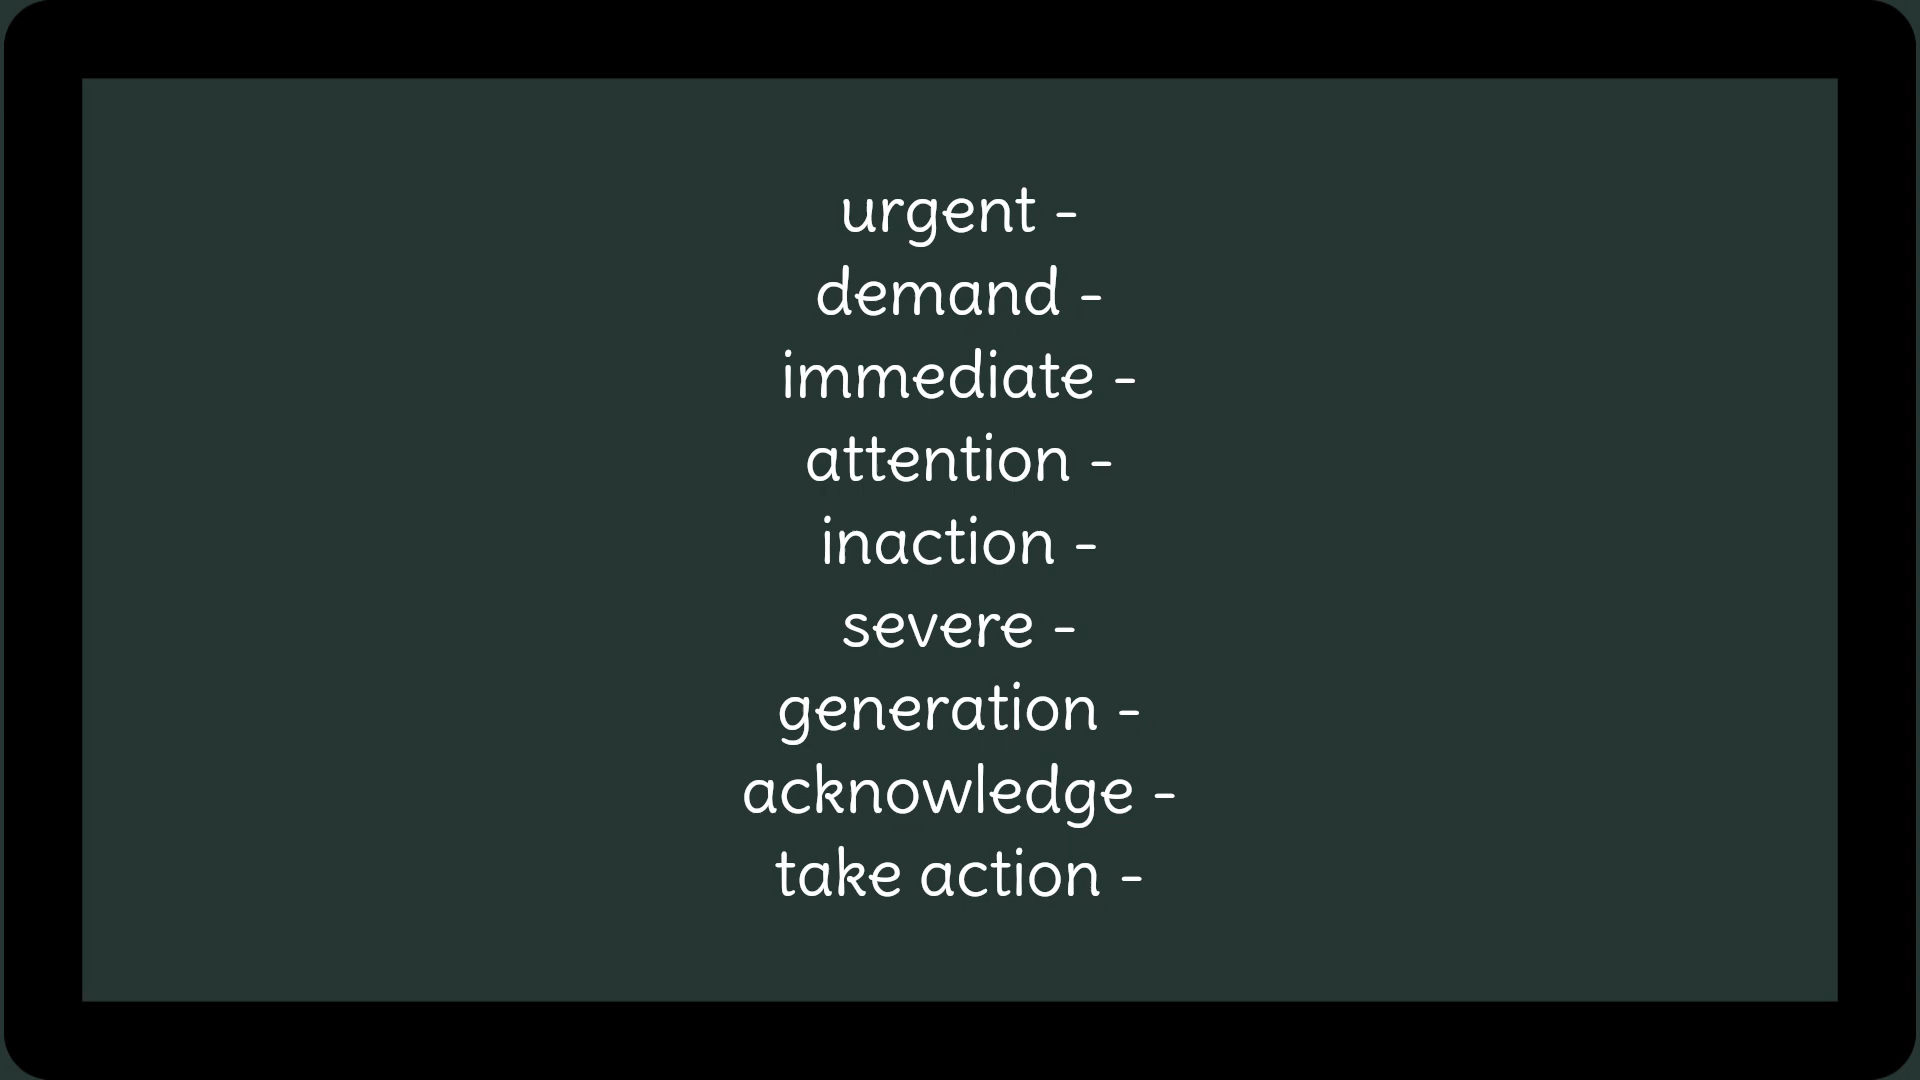 urgent -
demand -
immediate -
attention -
inaction -
severe -
generation -
acknowledge -
take action -